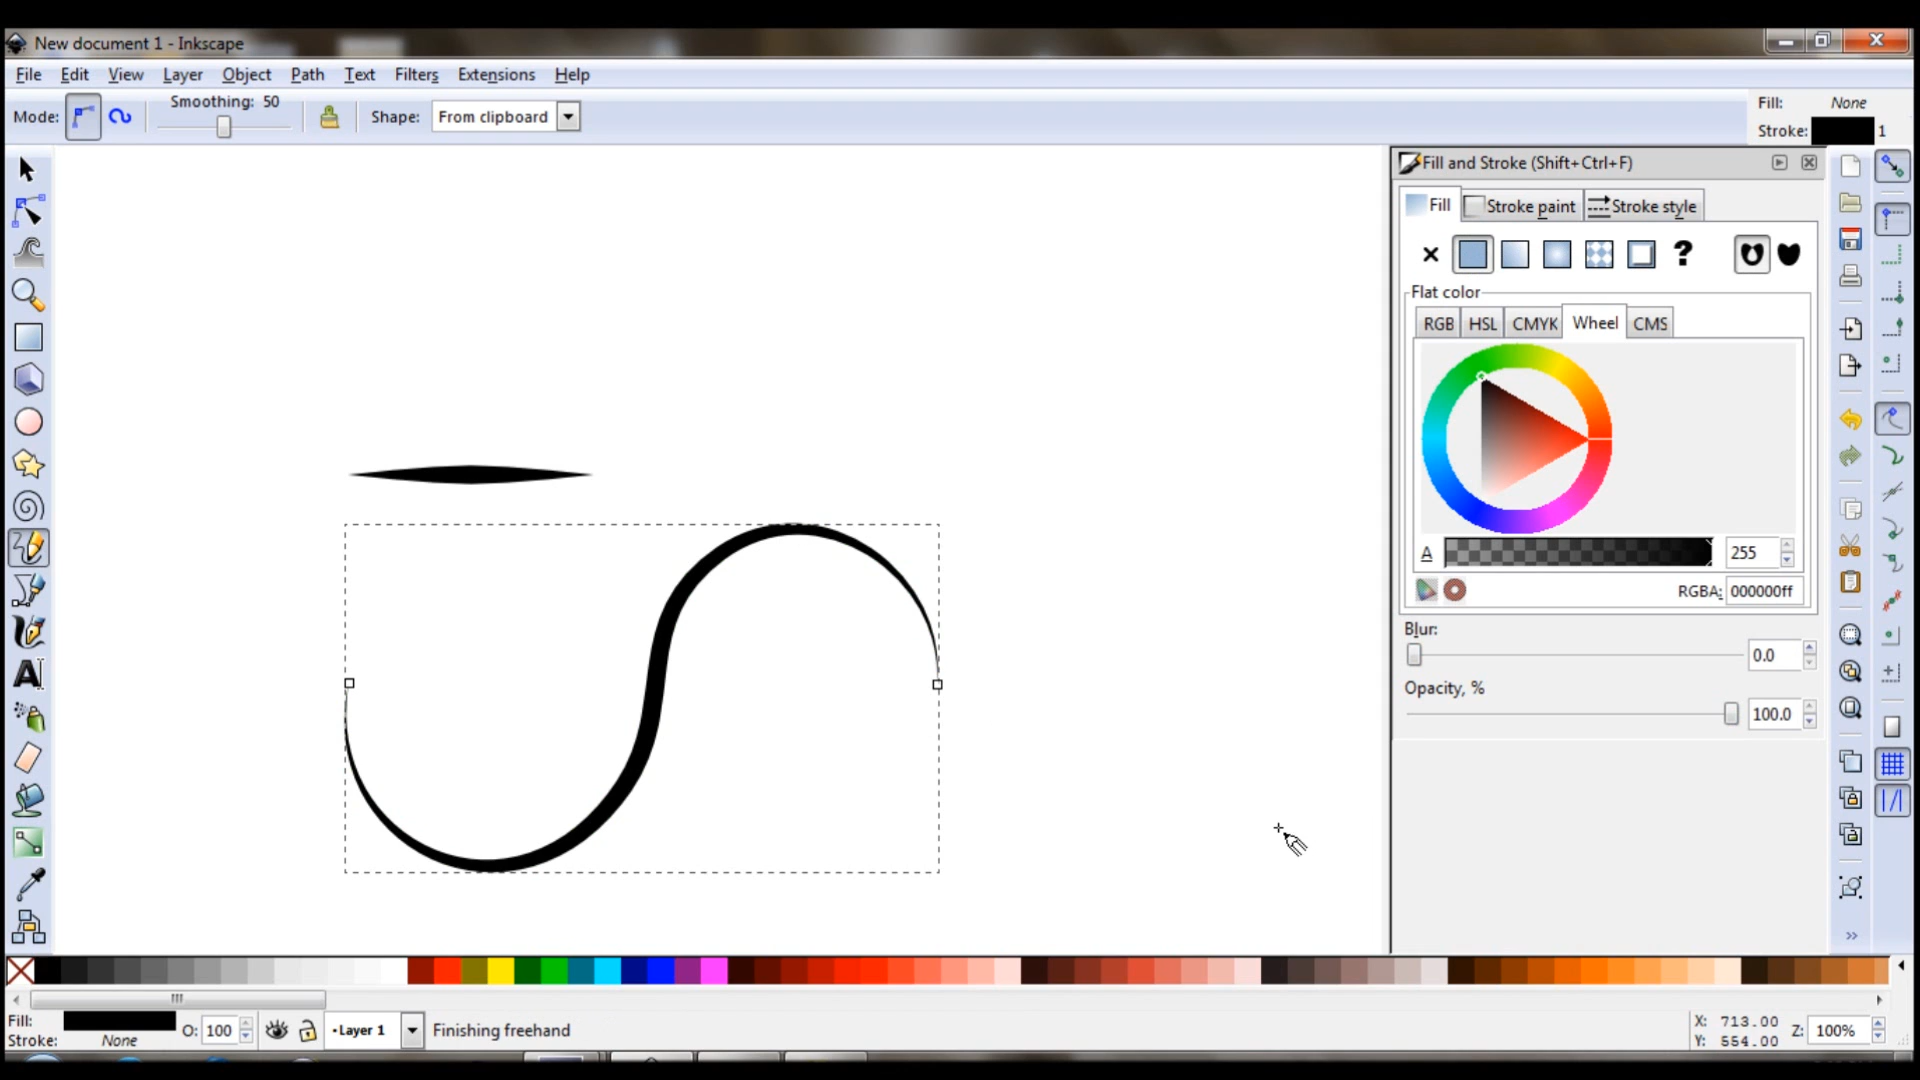 New document 1 - Inkscape
File Edit View Layer Object Path Text Filters Extensions Help
Mode: Smoothing: 50 Shape: From clipboard
Fill: None
Stroke: 1
Fill and Stroke (Shift+Ctrl+F)
Fill Stroke paint Stroke style
?
Flat color
RGB HSL CMYK Wheel CMS
A 255
RGBA: 000000ff
Blur:
0.0
Opacity, %
100.0
Fill:
Stroke: None
O: 100
•Layer 1
Finishing freehand
X: 713.00
Y: 554.00
Z: 100%